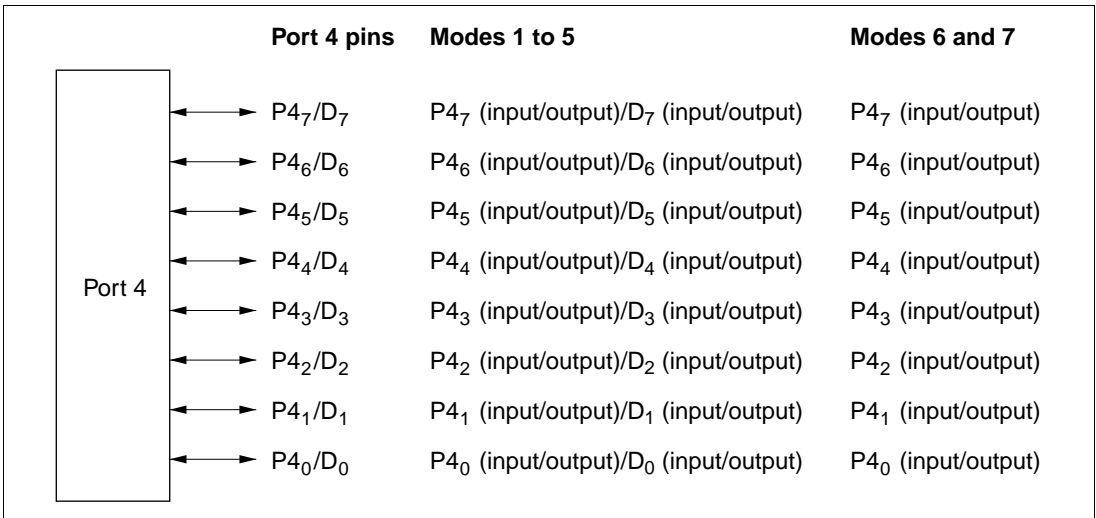 Port 4 pins Modes 1 to 5 Modes 6 and 7
P4₇/D₇ P4₇ (input/output)/D₇ (input/output) P4₇ (input/output)
P4₆/D₆ P4₆ (input/output)/D₆ (input/output) P4₆ (input/output)
P4₅/D₅ P4₅ (input/output)/D₅ (input/output) P4₅ (input/output)
P4₄/D₄ P4₄ (input/output)/D₄ (input/output) P4₄ (input/output)
Port 4
P4₃/D₃ P4₃ (input/output)/D₃ (input/output) P4₃ (input/output)
P4₂/D₂ P4₂ (input/output)/D₂ (input/output) P4₂ (input/output)
P4₁/D₁ P4₁ (input/output)/D₁ (input/output) P4₁ (input/output)
P4₀/D₀ P4₀ (input/output)/D₀ (input/output) P4₀ (input/output)